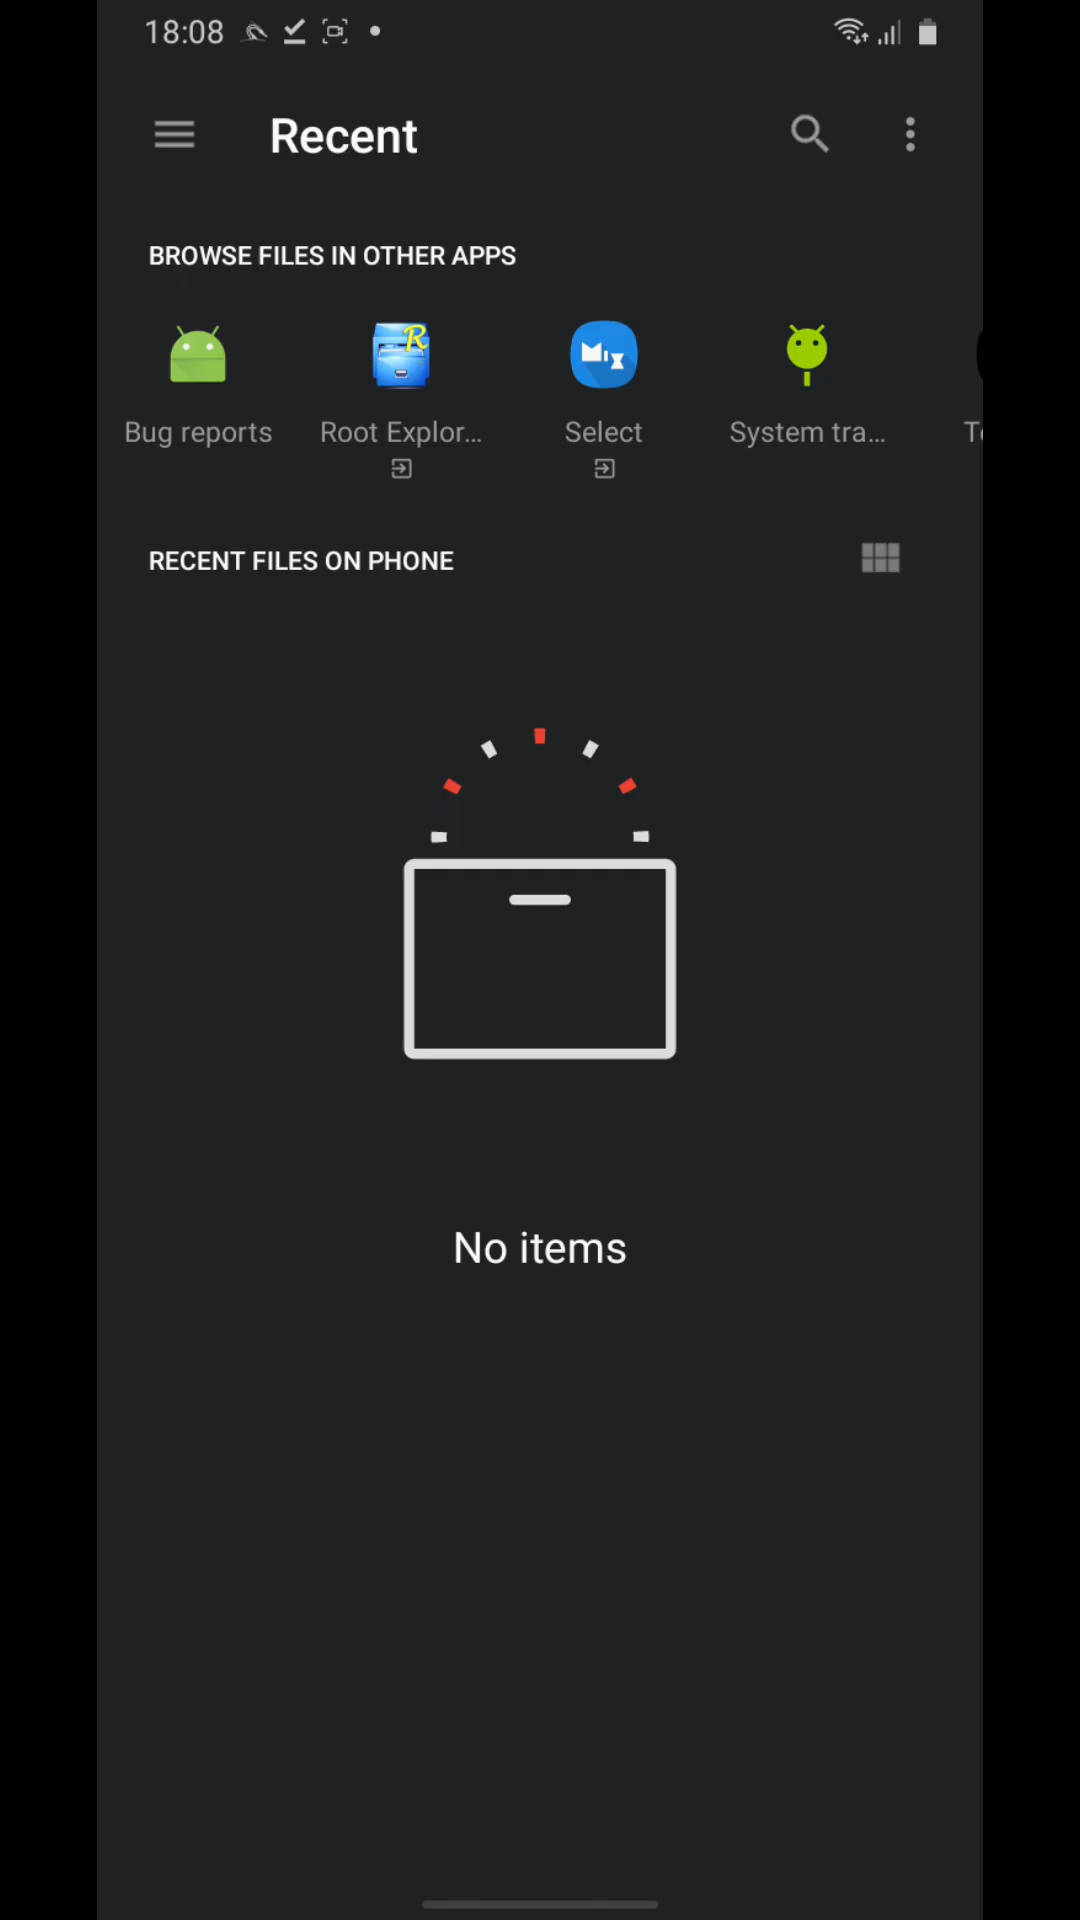 18:08
Recent
BROWSE FILES IN OTHER APPS
Bug reports
Root Explor...
Select
System tra...
RECENT FILES ON PHONE
No items